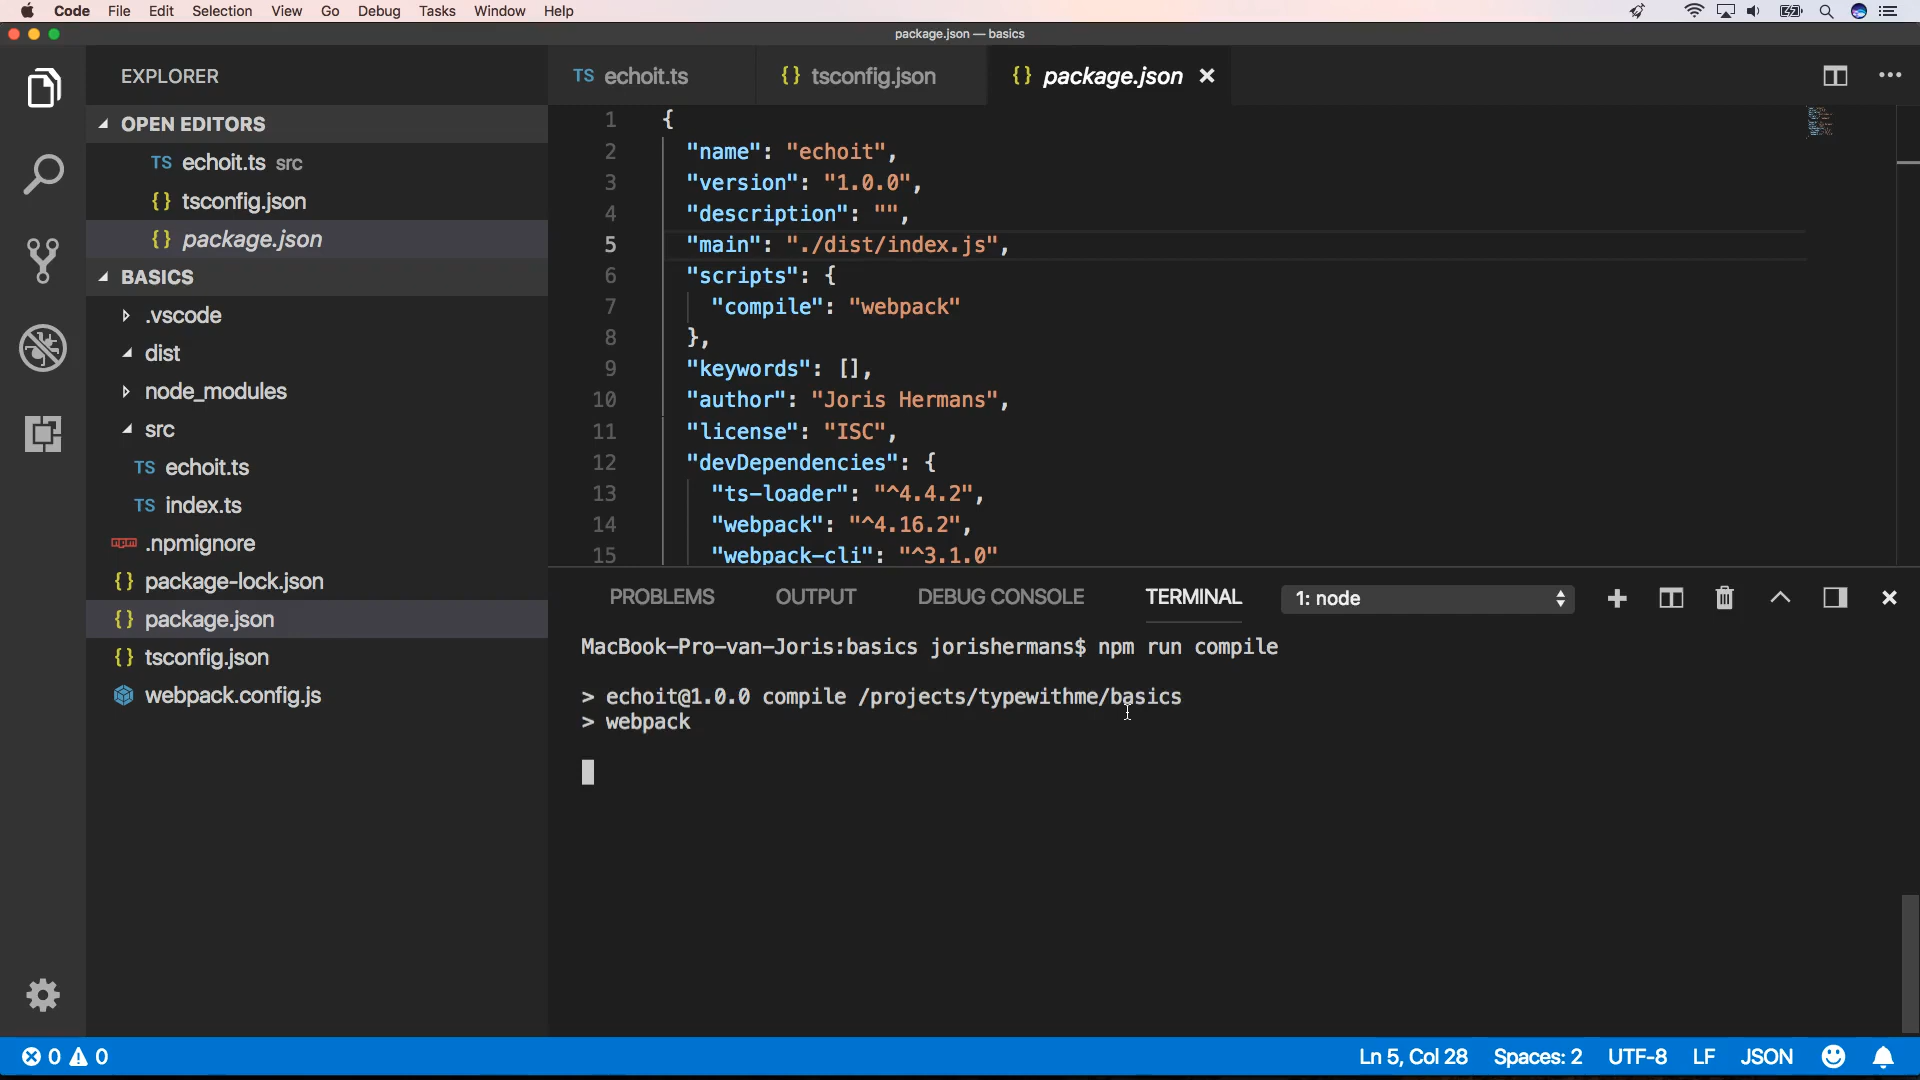 Code File Edit Selection View Go Debug Tasks Window Help
package.json — basics
EXPLORER
OPEN EDITORS
TS echoit.ts src
{} tsconfig.json
{} package.json
BASICS
.vscode
dist
node_modules
src
TS echoit.ts
TS index.ts
npm .npmignore
{} package-lock.json
{} package.json
{} tsconfig.json
webpack.config.js
TS echoit.ts {} tsconfig.json {} package.json
1 {
2 "name": "echoit",
3 "version": "1.0.0",
4 "description": "",
5 "main": "./dist/index.js",
6 "scripts": {
7 "compile": "webpack"
8 },
9 "keywords": [],
10 "author": "Joris Hermans",
11 "license": "ISC",
12 "devDependencies": {
13 "ts-loader": "^4.4.2",
14 "webpack": "^4.16.2",
15 "webpack-cli": "^3.1.0"
PROBLEMS OUTPUT DEBUG CONSOLE TERMINAL 1: node
MacBook-Pro-van-Joris:basics jorishermans$ npm run compile
> echoit@1.0.0 compile /projects/typewithme/basics
> webpack
0 0 Ln 5, Col 28 Spaces: 2 UTF-8 LF JSON